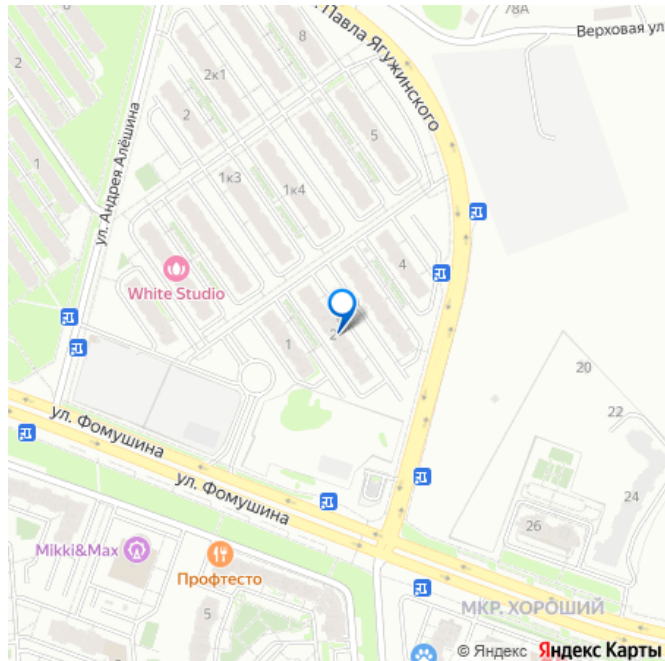 78А
Верховая ул
Павла Ягужинского
8
2к1
2
2
5
ул. Андрея Алёшина
1
1к3
1к4
4
White Studio
1
2
20
22
ул. Фомушина
ул. Фомушина
24
26
Mikki&Max
Профтесто
5
МКР. ХОРОШИЙ
© Яндекс Яндекс Карты